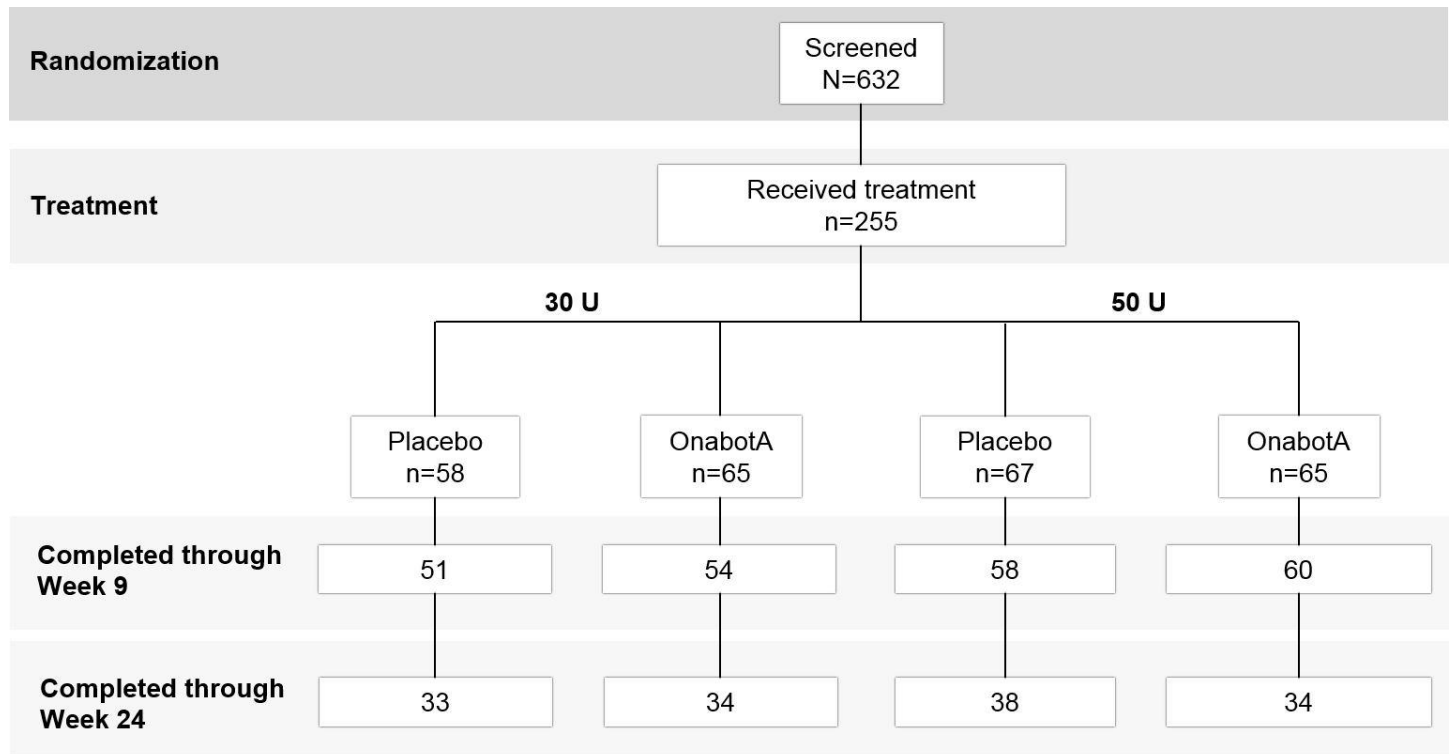 Randomization
Screened
N=632
Treatment
Received treatment
n=255
30 U
50 U
Placebo
n=58
OnabotA
n=65
Placebo
n=67
OnabotA
n=65
Completed through
Week 9
51
54
58
60
Completed through
Week 24
33
34
38
34